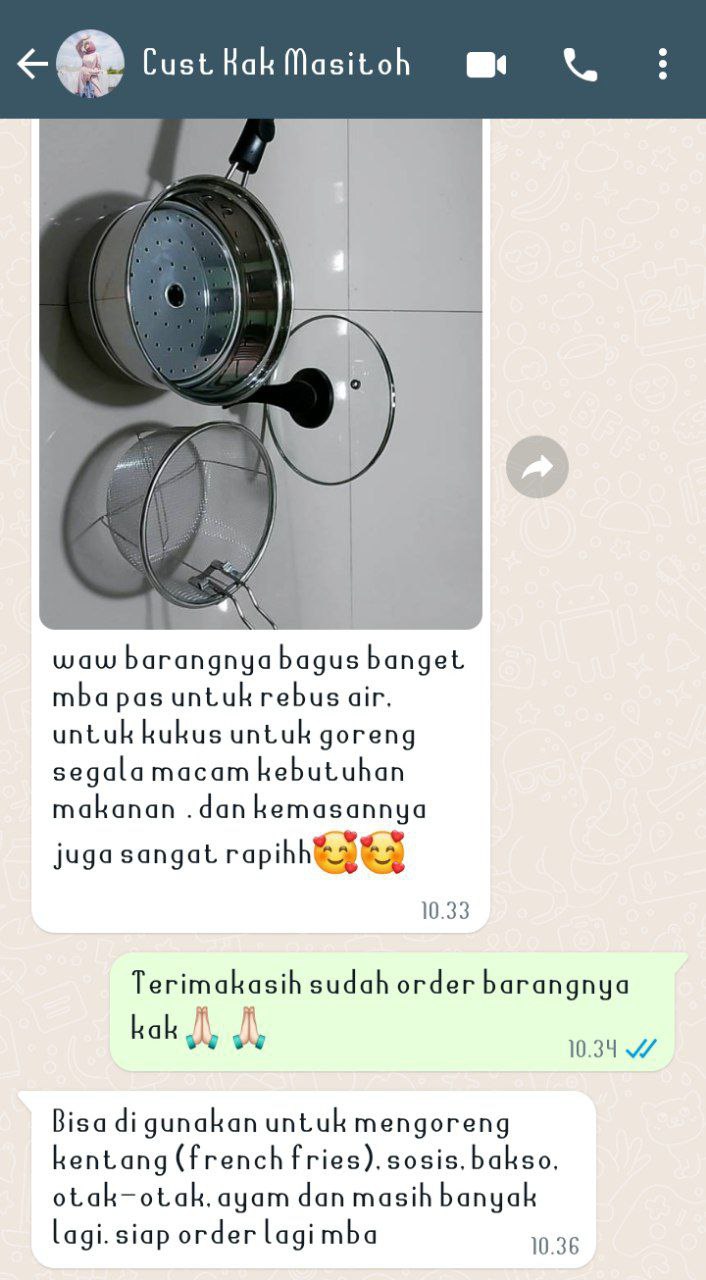 Cust Kak Masitoh
waw barangnya bagus banget
mba pas untuk rebus air,
untuk kukus untuk goreng
segala macam kebutuhan
makanan , dan kemasannya
juga sangat rapihh🥰🥰
10.33
Terimakasih sudah order barangnya
kak🙏🏻 🙏🏻
10.34
Bisa di gunakan untuk mengoreng
kentang (french fries), sosis, bakso,
otak-otak, ayam dan masih banyak
lagi. siap order lagi mba
10.36